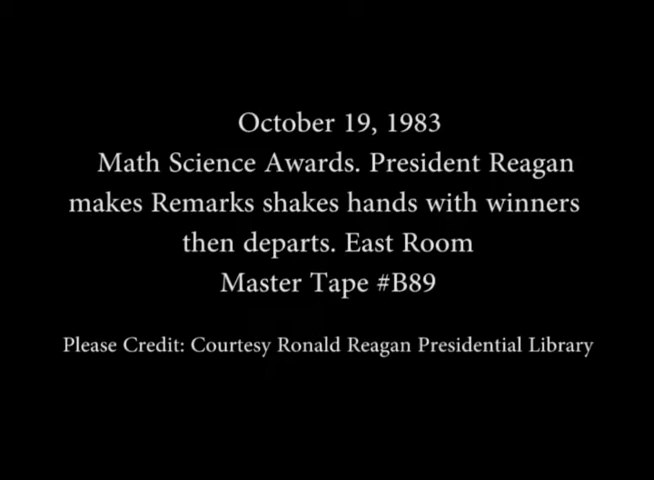 October 19, 1983
Math Science Awards. President Reagan
makes Remarks shakes hands with winners
then departs. East Room
Master Tape #B89
Please Credit: Courtesy Ronald Reagan Presidential Library